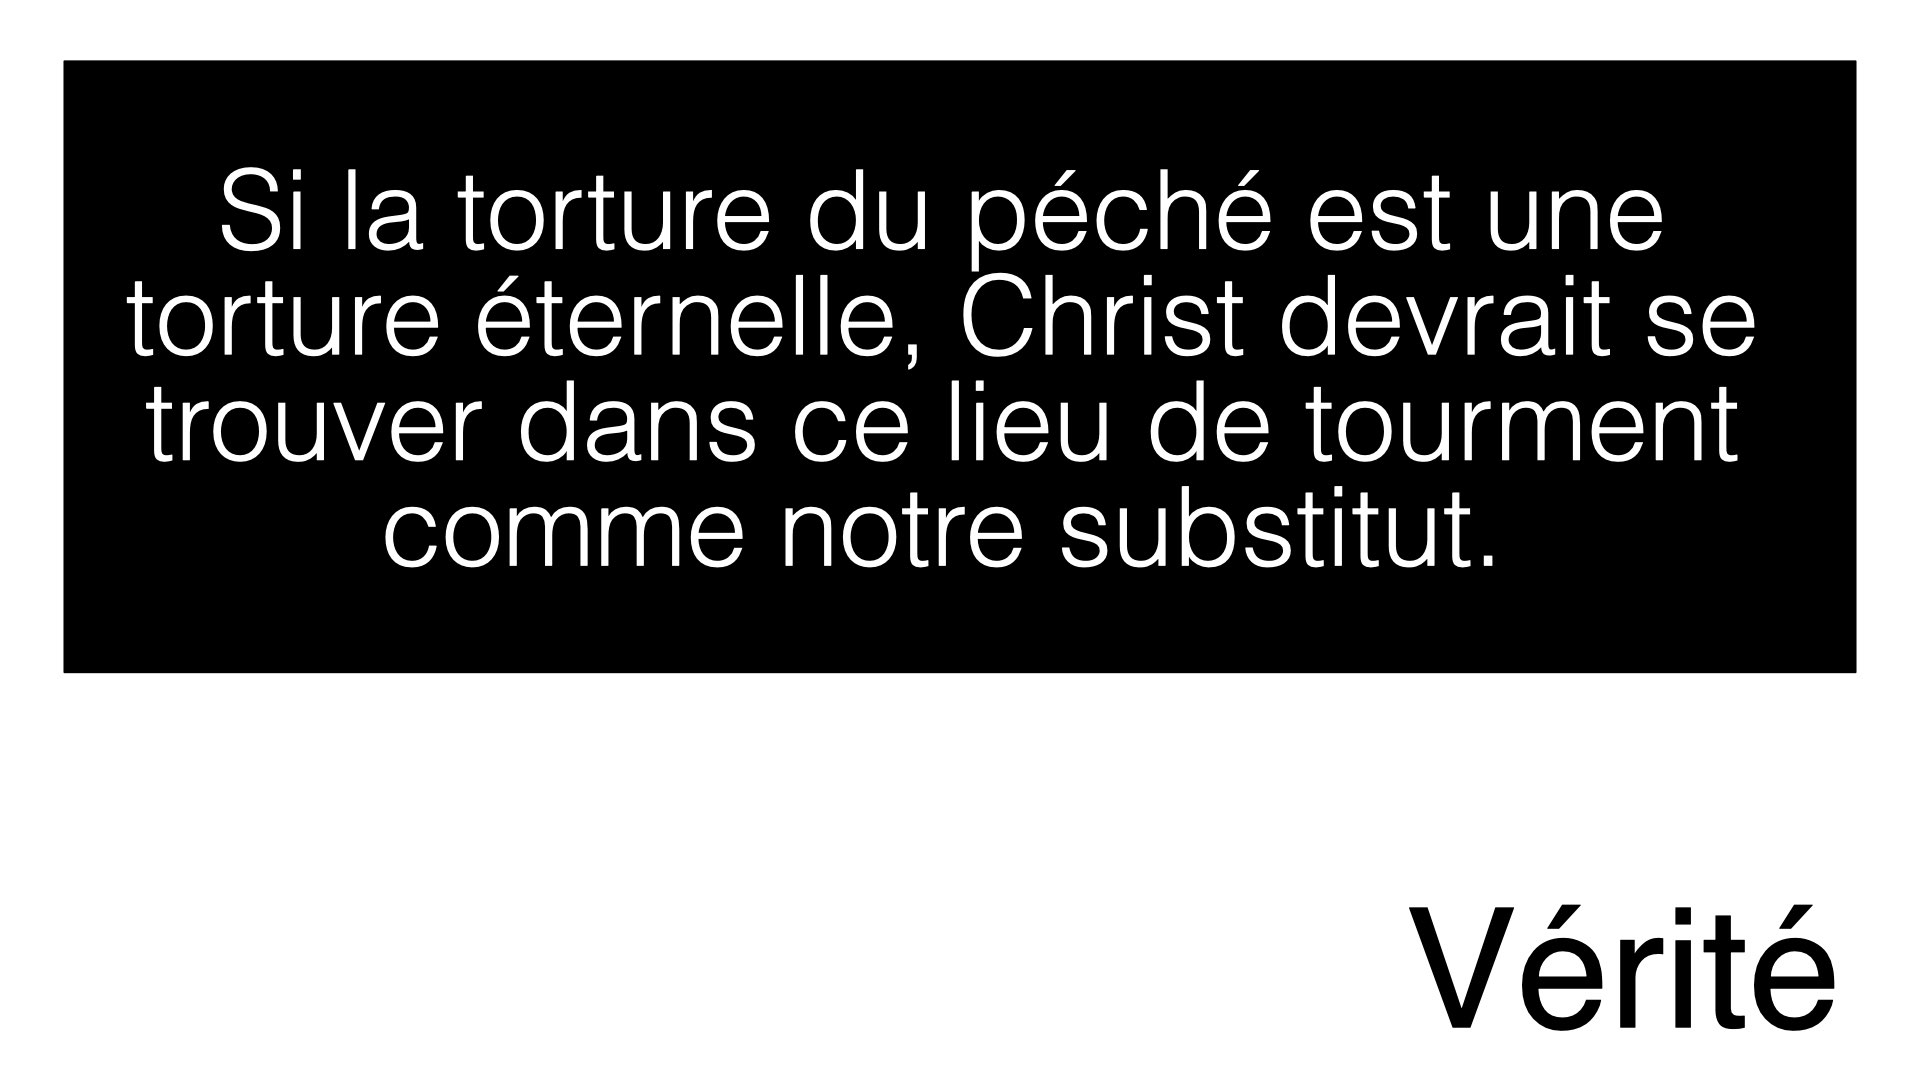 Si la torture du péché est une
torture éternelle, Christ devrait se
trouver dans ce lieu de tourment
comme notre substitut.
Vérité